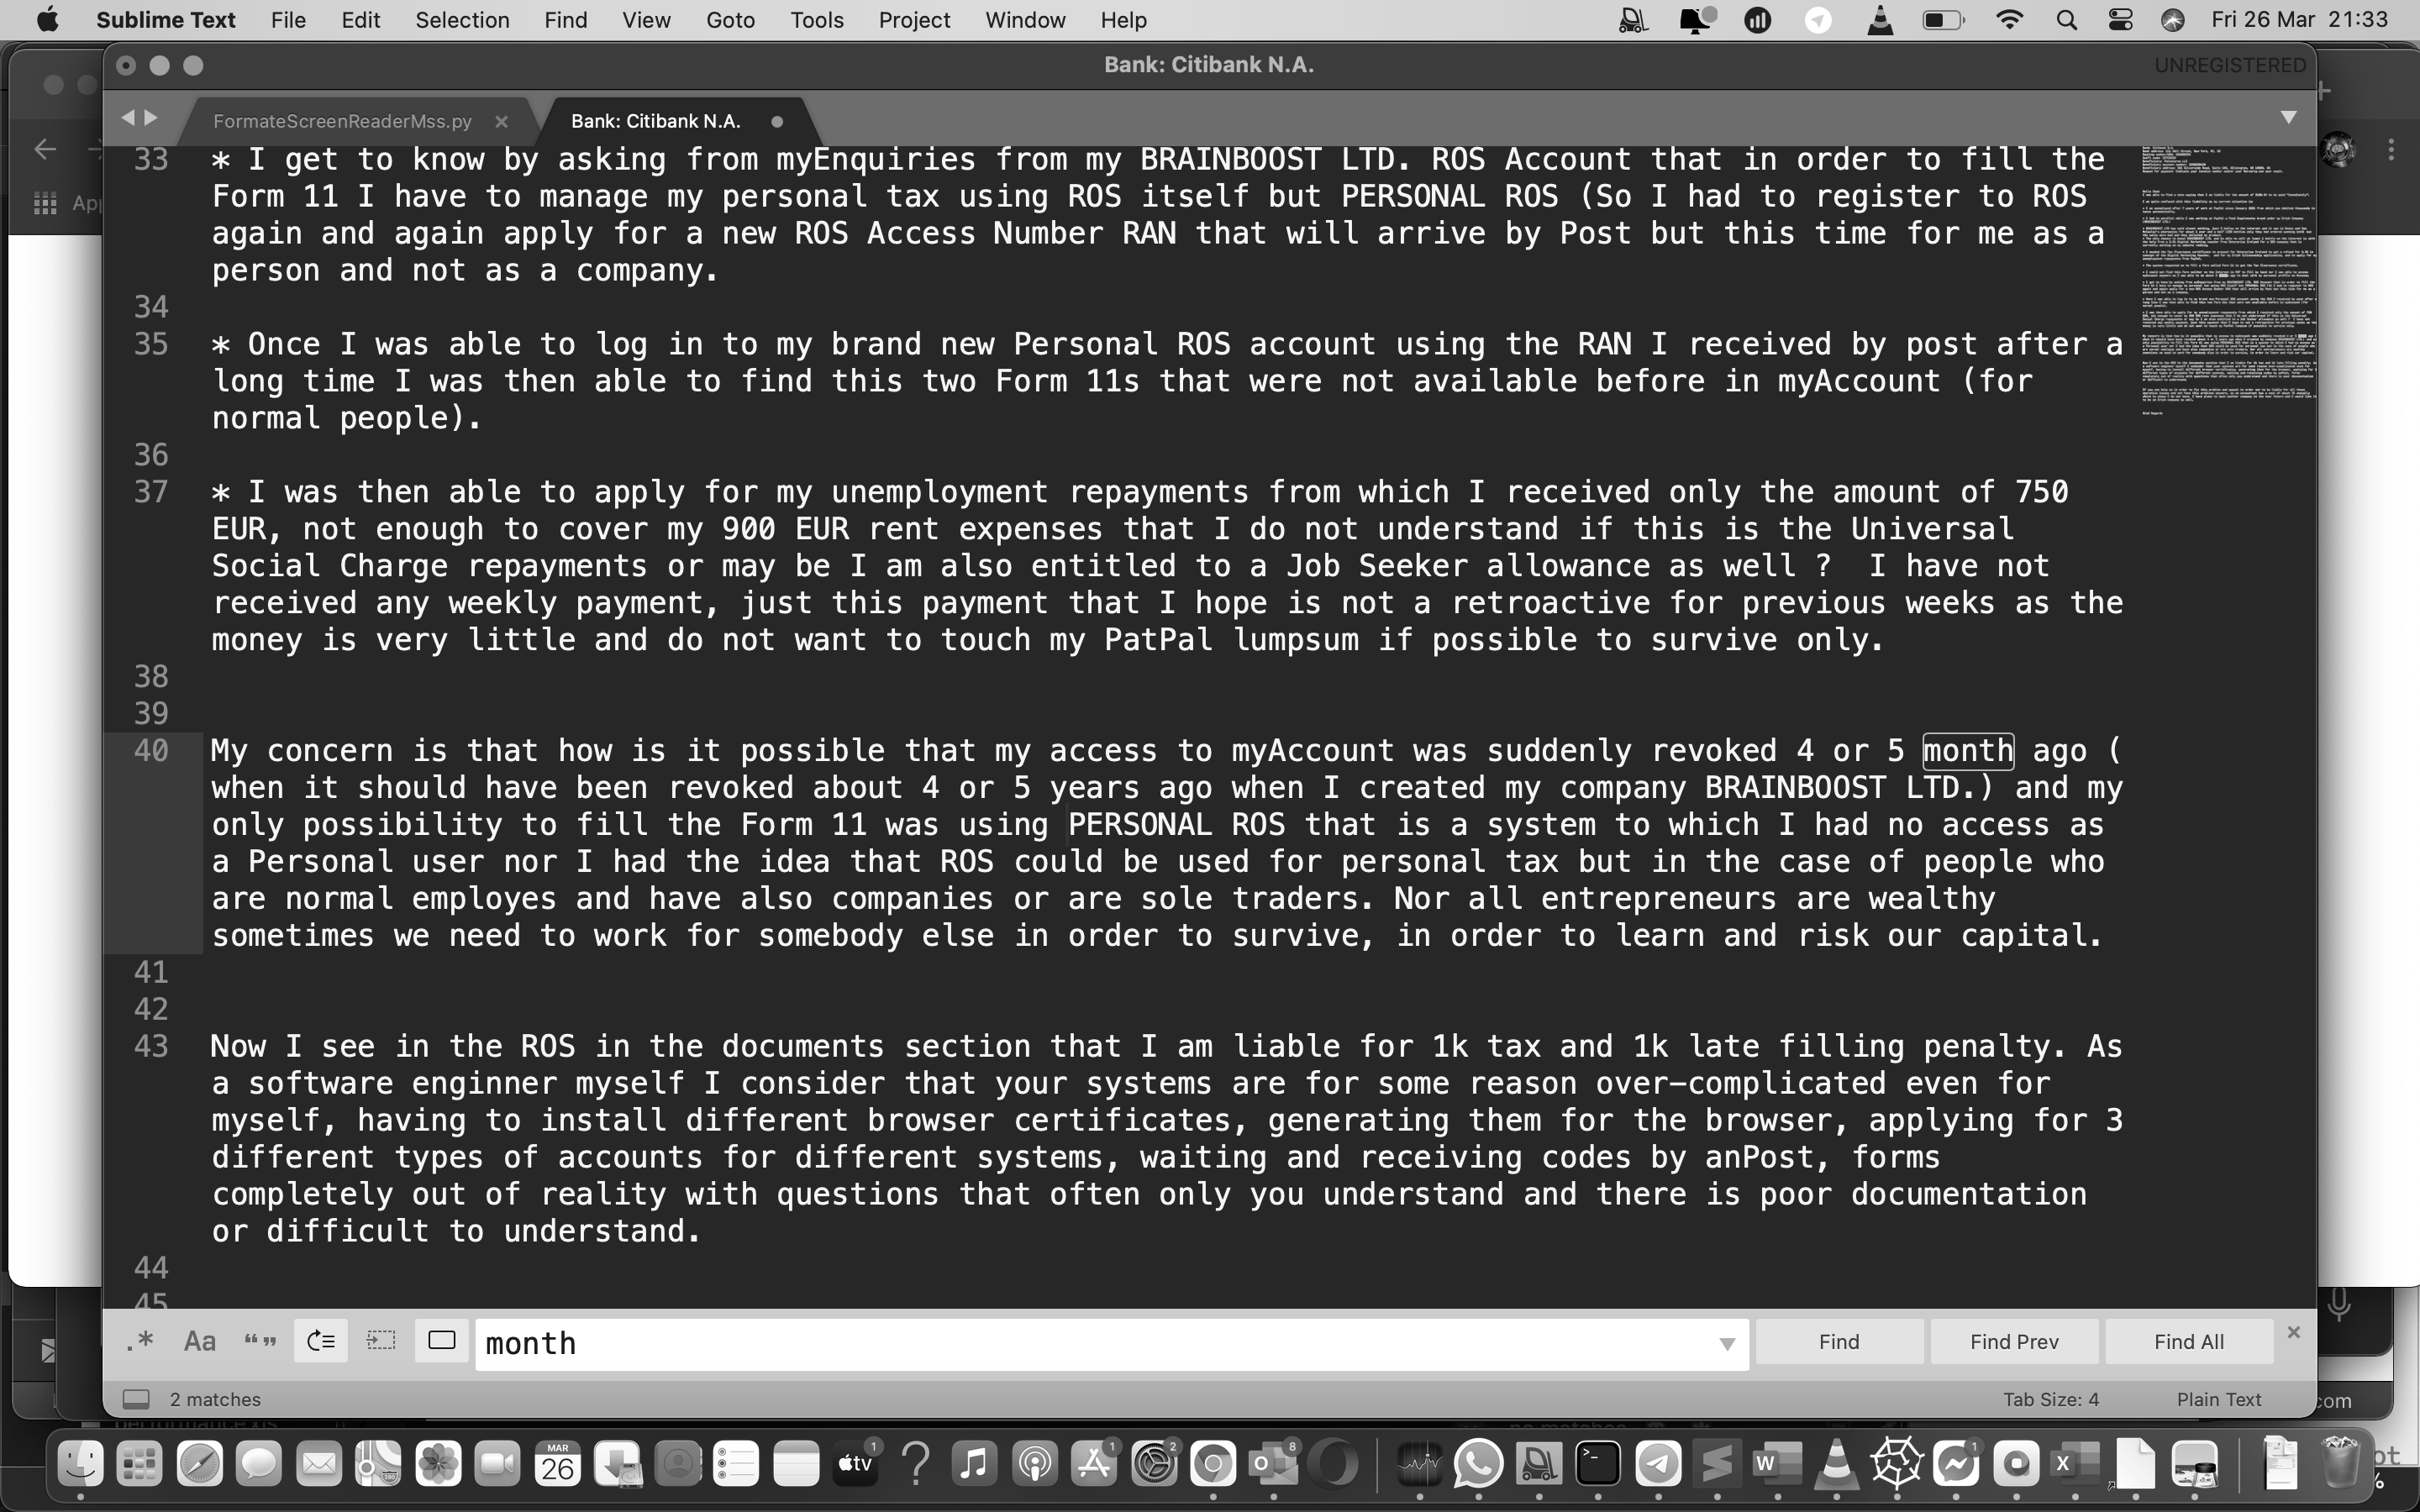 Sublime Text File Edit Selection Find View Goto Tools Project Window Help Fri 26 Mar 21:33
Bank: Citibank N.A. UNREGISTERED
FormateScreenReaderMss.py Bank: Citibank N.A.
33 * I get to know by asking from myEnquiries from my BRAINBOOST LTD. ROS Account that in order to fill the
Form 11 I have to manage my personal tax using ROS itself but PERSONAL ROS (So I had to register to ROS
again and again apply for a new ROS Access Number RAN that will arrive by Post but this time for me as a
person and not as a company.
34
35 * Once I was able to log in to my brand new Personal ROS account using the RAN I received by post after a
long time I was then able to find this two Form 11s that were not available before in myAccount (for
normal people).
36
37 * I was then able to apply for my unemployment repayments from which I received only the amount of 750
EUR, not enough to cover my 900 EUR rent expenses that I do not understand if this is the Universal
Social Charge repayments or may be I am also entitled to a Job Seeker allowance as well ?  I have not
received any weekly payment, just this payment that I hope is not a retroactive for previous weeks as the
money is very little and do not want to touch my PatPal lumpsum if possible to survive only.
38
39
40 My concern is that how is it possible that my access to myAccount was suddenly revoked 4 or 5 month ago (
when it should have been revoked about 4 or 5 years ago when I created my company BRAINBOOST LTD.) and my
only possibility to fill the Form 11 was using PERSONAL ROS that is a system to which I had no access as
a Personal user nor I had the idea that ROS could be used for personal tax but in the case of people who
are normal employes and have also companies or are sole traders. Nor all entrepreneurs are wealthy
sometimes we need to work for somebody else in order to survive, in order to learn and risk our capital.
41
42
43 Now I see in the ROS in the documents section that I am liable for 1k tax and 1k late filling penalty. As
a software enginner myself I consider that your systems are for some reason over-complicated even for
myself, having to install different browser certificates, generating them for the browser, applying for 3
different types of accounts for different systems, waiting and receiving codes by anPost, forms
completely out of reality with questions that often only you understand and there is poor documentation
or difficult to understand.
44
45
.* Aa “” month Find Find Prev Find All
2 matches Tab Size: 4 Plain Text
MAR
26
tv